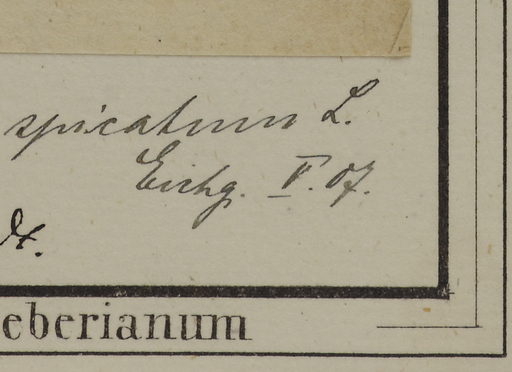 spicatum L.
Eichg. V. 07.
eberianum